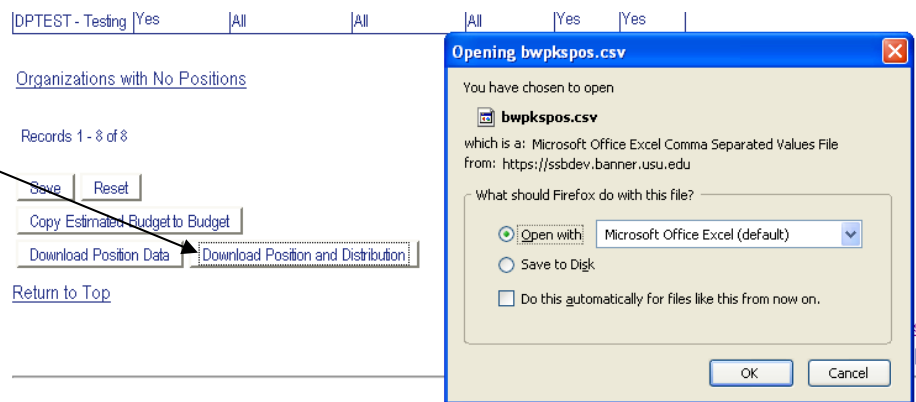 DPTEST - Testing Yes All All All Yes Yes
Organizations with No Positions
Records 1 - 8 of 8
Save Reset
Copy Estimated Budget to Budget
Download Position Data Download Position and Distribution
Return to Top
Opening bwpkspos.csv
You have chosen to open
bwpkspos.csv
which is a: Microsoft Office Excel Comma Separated Values File
from: https://ssbdev.banner.usu.edu
What should Firefox do with this file?
Open with Microsoft Office Excel (default)
Save to Disk
Do this automatically for files like this from now on.
OK Cancel